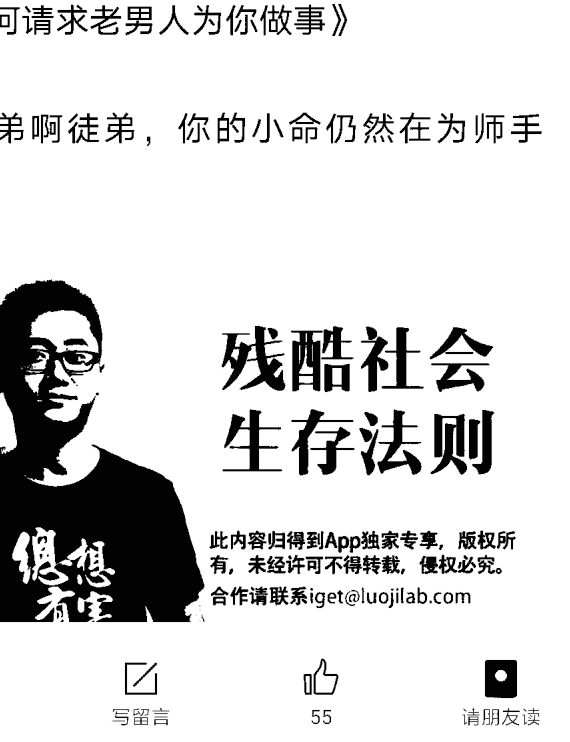 何请求老男人为你做事》
弟啊徒弟，你的小命仍然在为师手
残酷社会
生存法则
此内容归得到App独家专享，版权所
有，未经许可不得转载，侵权必究。
合作请联系iget@luojilab.com
想
有害
写留言
55
请朋友读